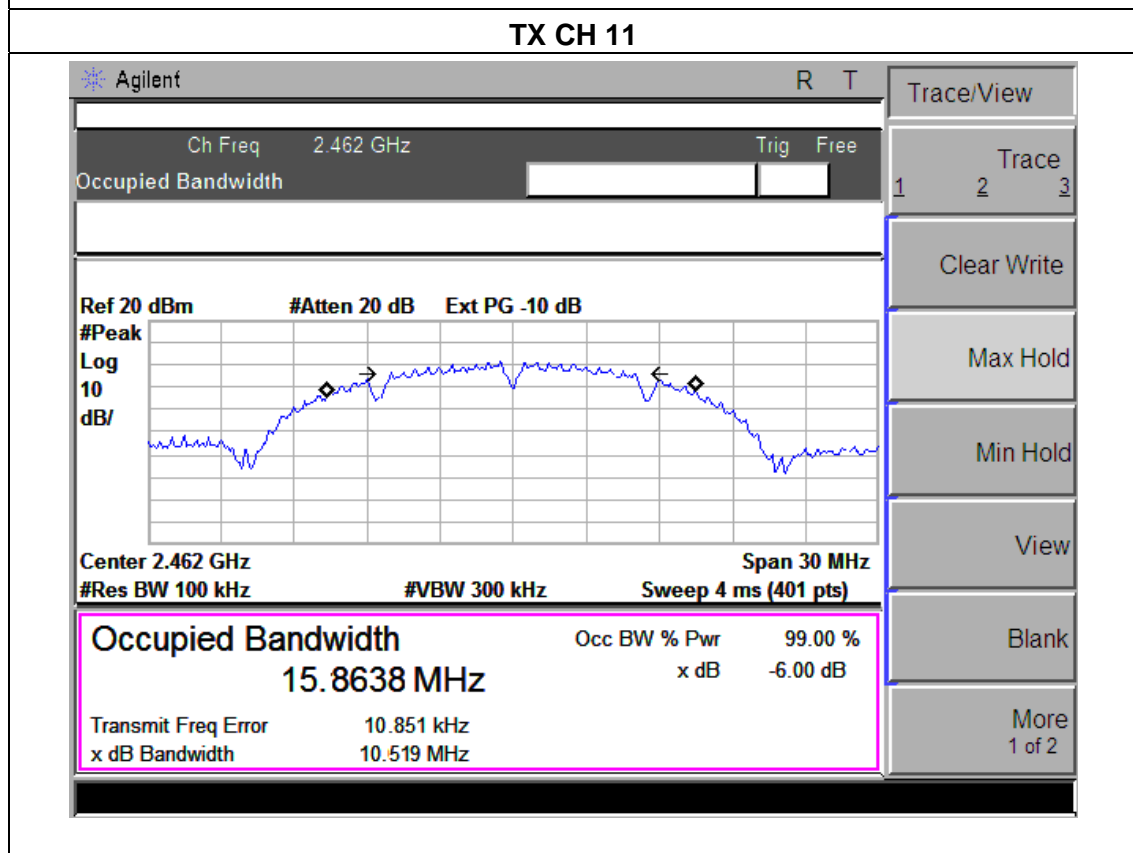 TX CH 11
Agilent R T
Ch Freq 2.462 GHz Trig Free
Occupied Bandwidth
Ref 20 dBm #Atten 20 dB Ext PG -10 dB
#Peak
Log
10
dB/
Center 2.462 GHz Span 30 MHz
#Res BW 100 kHz #VBW 300 kHz Sweep 4 ms (401 pts)
Occupied Bandwidth Occ BW % Pwr 99.00 %
15.8638 MHz x dB -6.00 dB
Transmit Freq Error 10.851 kHz
x dB Bandwidth 10.519 MHz
Trace/View
Trace
1 2 3
Clear Write
Max Hold
Min Hold
View
Blank
More
1 of 2